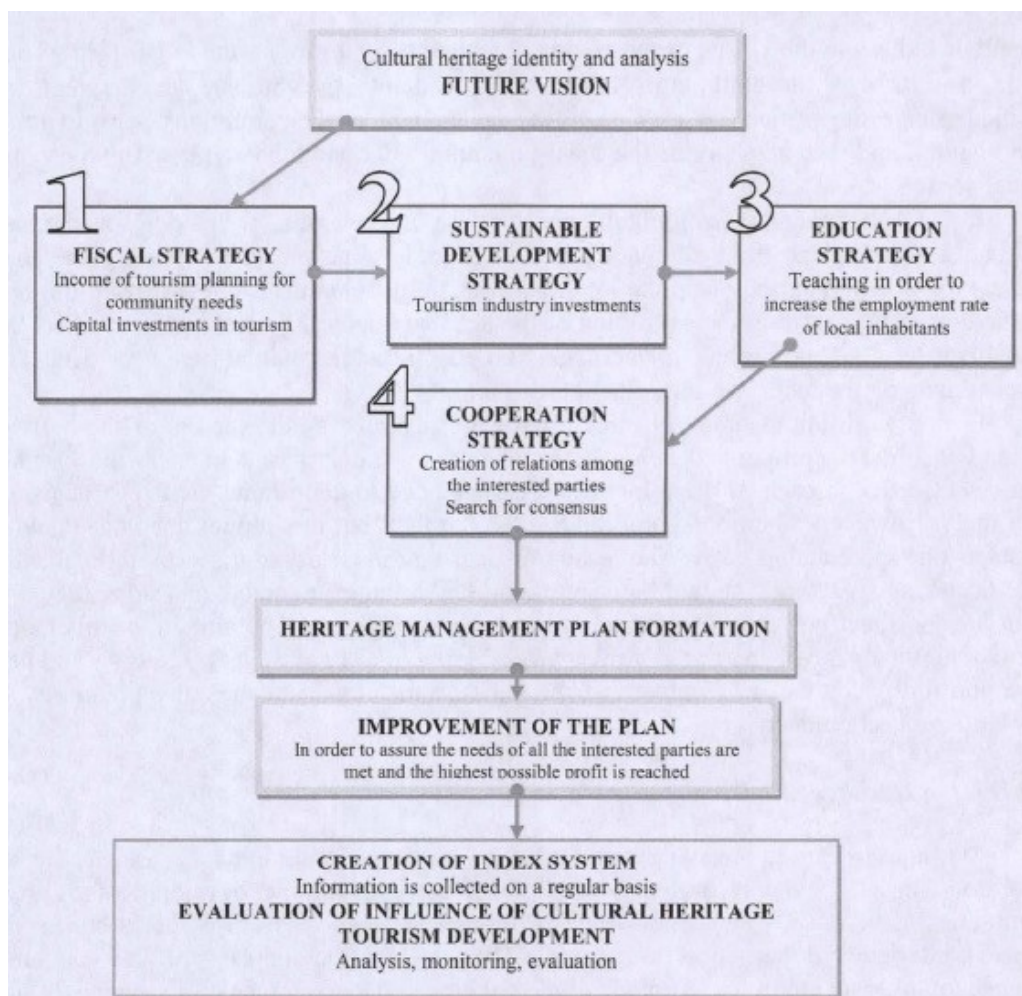 Cultural heritage identity and analysis
FUTURE VISION
1
FISCAL STRATEGY
Income of tourism planning for
community needs
Capital investments in tourism
2
SUSTAINABLE
DEVELOPMENT
STRATEGY
Tourism industry
investments
3
EDUCATION
STRATEGY
Teaching in order to
increase the employment rate
of local inhabitants
4
COOPERATION
STRATEGY
Creation of relations among
the interested parties
Search for consensus
HERITAGE MANAGEMENT PLAN FORMATION
IMPROVEMENT OF THE PLAN
In order to assure the needs of all the interested parties are
met and the highest possible profit is reached
CREATION OF INDEX SYSTEM
Information is collected on a regular basis
EVALUATION OF INFLUENCE OF CULTURAL HERITAGE
TOURISM DEVELOPMENT
Analysis, monitoring, evaluation